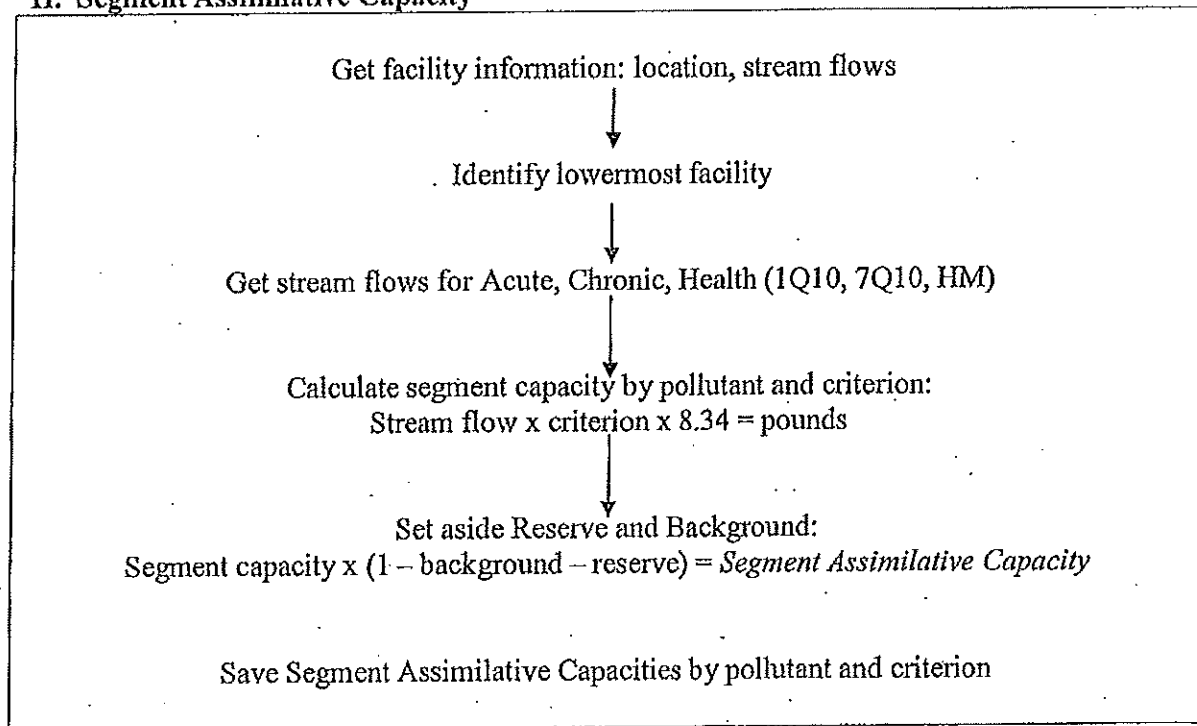 II. Segment Assimilative Capacity
Get facility information: location, stream flows
Identify lowermost facility
Get stream flows for Acute, Chronic, Health (1Q10, 7Q10, HM)
Calculate segment capacity by pollutant and criterion:
Stream flow x criterion x 8.34 = pounds
Set aside Reserve and Background:
Segment capacity x (1 – background – reserve) = Segment Assimilative Capacity
Save Segment Assimilative Capacities by pollutant and criterion